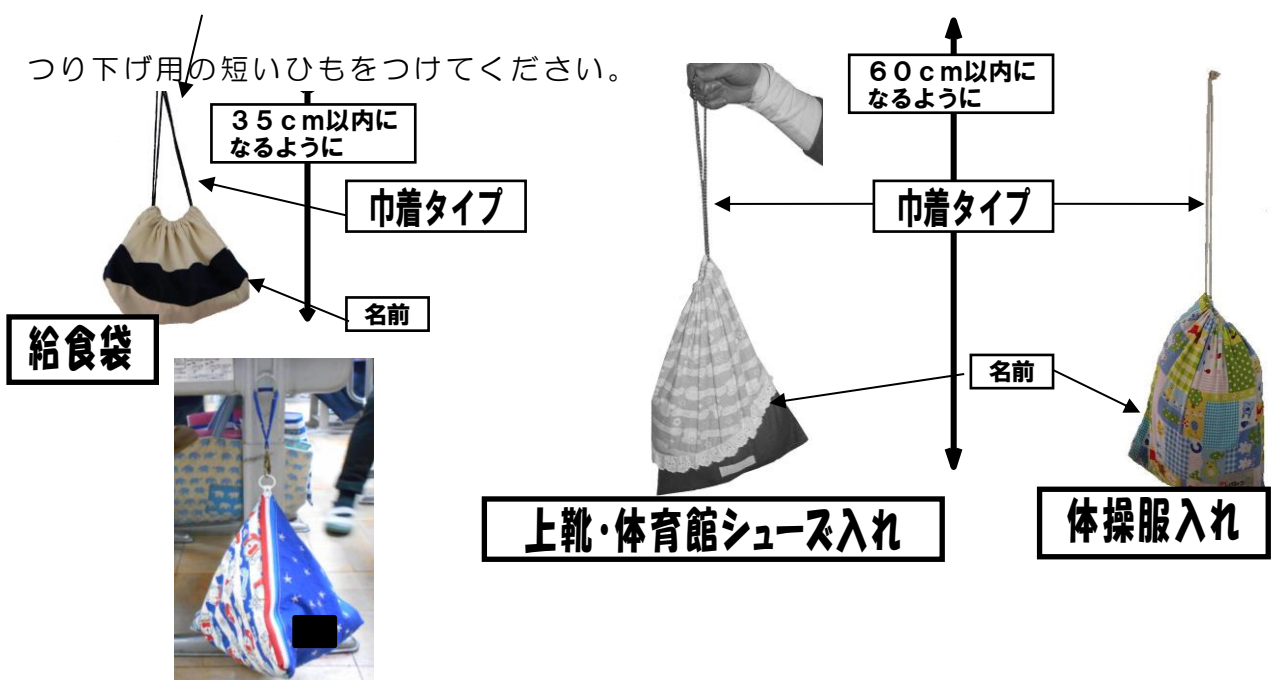 つり下げ用の短いひもをつけてください。
35cm以内に
なるように
巾着タイプ
名前
給食袋
60cm以内に
なるように
巾着タイプ
名前
上靴・体育館シューズ入れ
体操服入れ